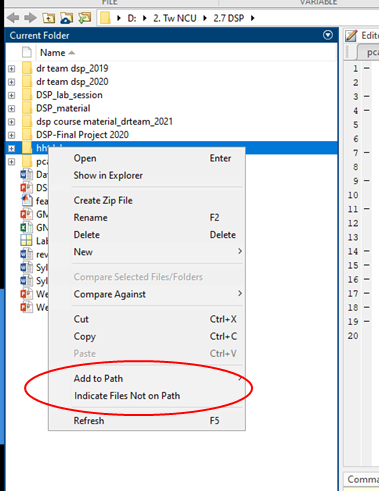 FILE
VARIABLE
D: ▸ 2. Tw NCU ▸ 2.7 DSP ▸
Current Folder
Name
Edit
dr team dsp_2019
dr team dsp_2020
DSP_lab_session
DSP_material
dsp course material_drteam_2021
DSP-Final Project 2020
pca
Da
DS
fea
GM
GN
Lab
rev
Syl
Syl
We
We
Open Enter
Show in Explorer
Create Zip File
Rename F2
Delete Delete
New
Compare Selected Files/Folders
Compare Against
Cut Ctrl+X
Copy Ctrl+C
Paste Ctrl+V
Add to Path
Indicate Files Not on Path
Refresh F5
pca
1 –
2 –
3 –
4 –
5 –
6 –
7 –
8 –
9 –
10 –
11 –
12 –
13 –
14 –
15 –
16 –
17 –
18 –
19 –
20
Comma